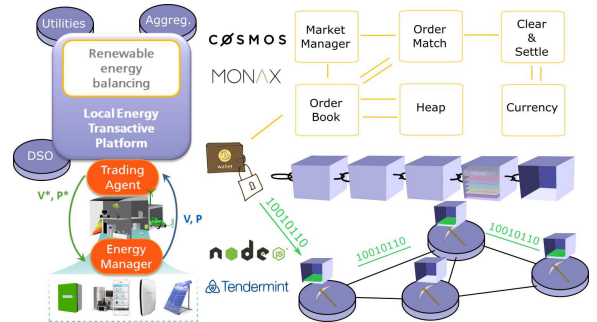 Utilities
Aggreg.
Renewable
energy
balancing
Local Energy
Transactive
Platform
DSO
Trading
Agent
V*, P*
V, P
Energy
Manager
COSMOS
MONAX
Market
Manager
Order
Match
Clear
&
Settle
Order
Book
Heap
Currency
wallet
10010110
10010110
10010110
node
JS
Tendermint